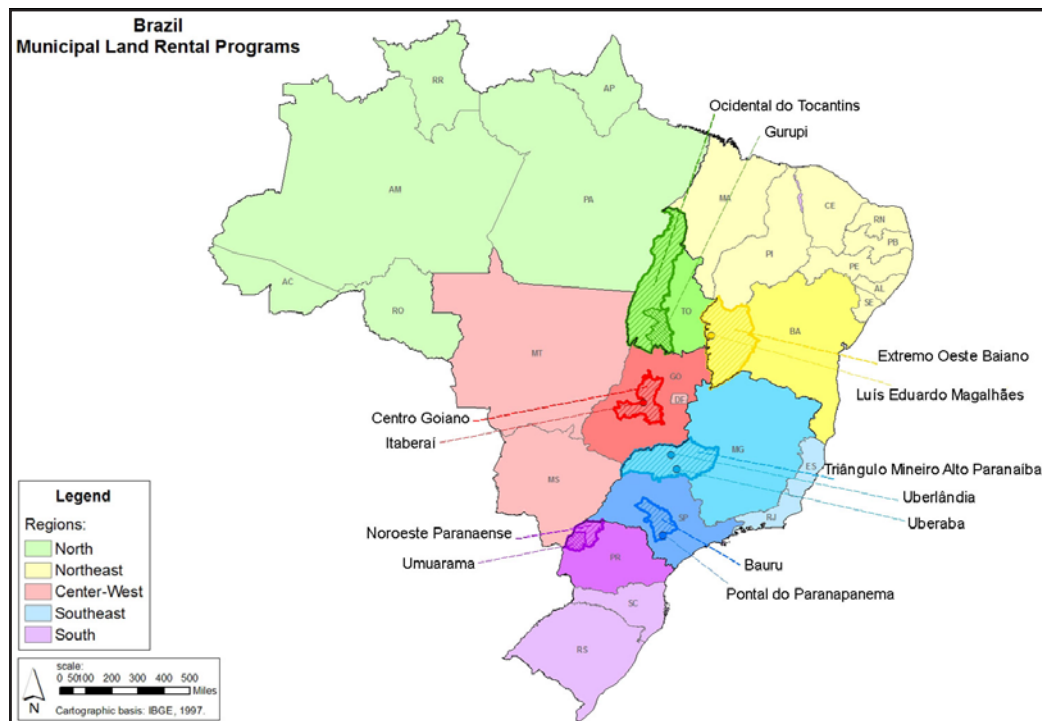 Brazil
Municipal Land Rental Programs
RR
AP
AM
PA
MA
CE
RN
PB
PI
PE
AL
SE
AC
RO
TO
BA
MT
GO
DF
MG
ES
MS
SP
RJ
PR
SC
RS
Ocidental do Tocantins
Gurupi
Extremo Oeste Baiano
Luís Eduardo Magalhães
Centro Goiano
Itaberaí
Triângulo Mineiro Alto Paranaiba
Uberlândia
Uberaba
Noroeste Paranaense
Umuarama
Bauru
Pontal do Paranapanema
Legend
Regions:
North
Northeast
Center-West
Southeast
South
scale:
0 50100 200 300 400 500
Miles
N
Cartographic basis: IBGE, 1997.